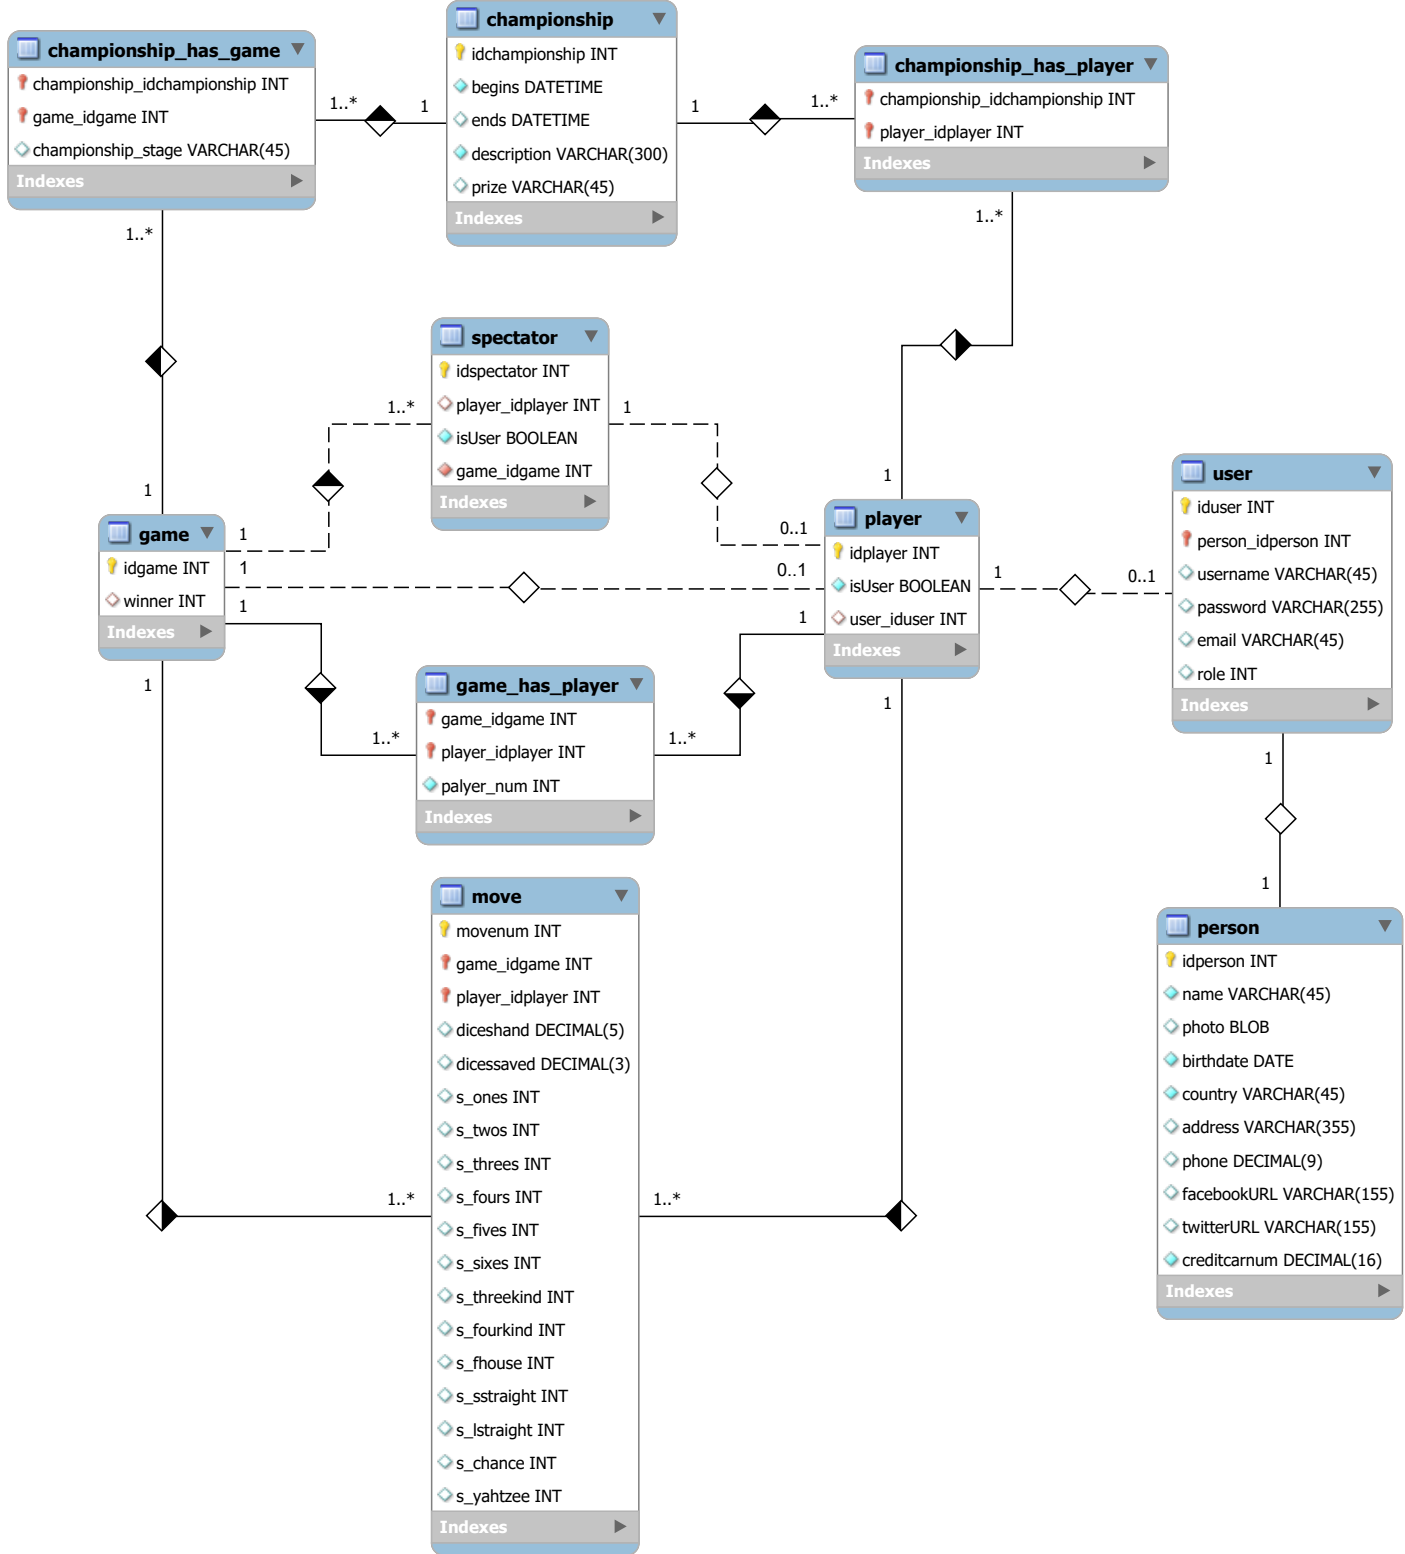 championship_has_game
championship_idchampionship INT
game_idgame INT
championship_stage VARCHAR(45)
Indexes
1..*
1
championship
idchampionship INT
begins DATETIME
ends DATETIME
description VARCHAR(300)
prize VARCHAR(45)
Indexes
1
1..*
championship_has_player
championship_idchampionship INT
player_idplayer INT
Indexes
1..*
1..*
spectator
idspectator INT
player_idplayer INT
isUser BOOLEAN
game_idgame INT
Indexes
1..*
1
1
game
idgame INT
winner INT
Indexes
1
1
1
1
1
0..1
0..1
1
player
idplayer INT
isUser BOOLEAN
user_iduser INT
Indexes
1
0..1
1
user
iduser INT
person_idperson INT
username VARCHAR(45)
password VARCHAR(255)
email VARCHAR(45)
role INT
Indexes
1
1
game_has_player
game_idgame INT
player_idplayer INT
palyer_num INT
Indexes
1..*
1..*
move
movenum INT
game_idgame INT
player_idplayer INT
diceshand DECIMAL(5)
dicessaved DECIMAL(3)
s_ones INT
s_twos INT
s_threes INT
s_fours INT
s_fives INT
s_sixes INT
s_threekind INT
s_fourkind INT
s_fhouse INT
s_sstraight INT
s_lstraight INT
s_chance INT
s_yahtzee INT
Indexes
1..*
1..*
person
idperson INT
name VARCHAR(45)
photo BLOB
birthdate DATE
country VARCHAR(45)
address VARCHAR(355)
phone DECIMAL(9)
facebookURL VARCHAR(155)
twitterURL VARCHAR(155)
creditcarnum DECIMAL(16)
Indexes